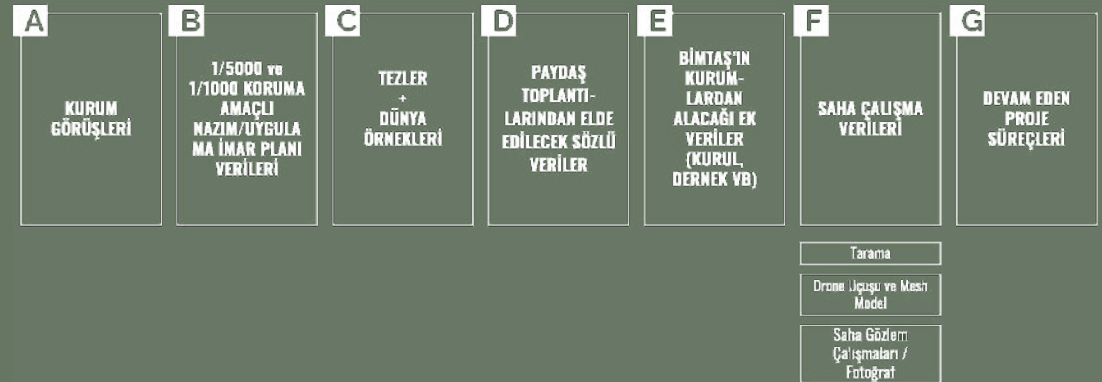 A
KURUM
GÖRÜŞLERİ
B
1/5000 ve
1/1000 KORUMA
AMAÇLI
NAZIM/UYGULA
MA İMAR PLANI
VERİLERİ
C
TEZLER
+
DÜNYA
ÖRNEKLERİ
D
PAYDAŞ
TOPLANTI-
LARINDAN ELDE
EDİLECEK SÖZLÜ
VERİLER
E
BİMTAŞ'IN
KURUM-
LARDAN
ALACAĞI EK
VERİLER
(KURUL,
DERNEK VB)
F
SAHA ÇALIŞMA
VERİLERİ
Tarama
Drone Uçuşu ve Mesh
Model
Saha Gözlem
Çalışmaları /
Fotoğraf
G
DEVAM EDEN
PROJE
SÜREÇLERİ